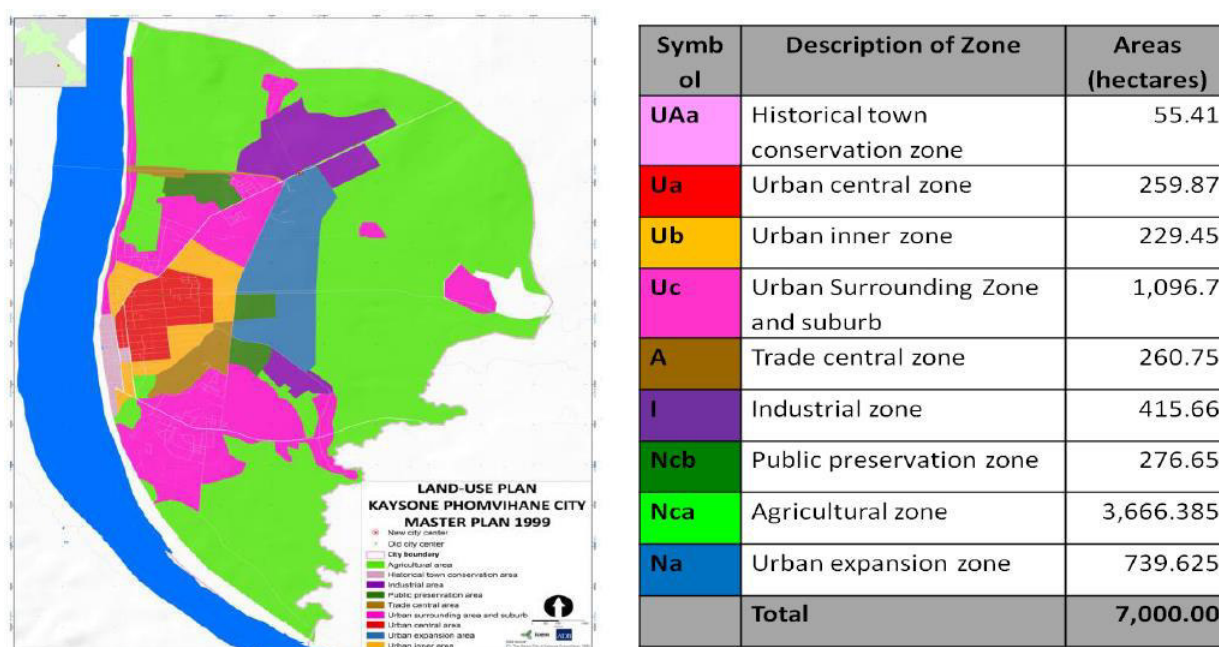 LAND-USE PLAN
KAYSONE PHOMVIHANE CITY
MASTER PLAN 1999
New city center
Old city center
City boundary
Agricultural area
Historical town conservation area
Industrial area
Public preservation area
Trade central area
Urban surrounding area and suburb
Urban central area
Urban expansion area
Urban inner area
ADB
Symb
ol
Description of Zone
Areas
(hectares)
UAa
Historical town
conservation zone
55.41
Ua
Urban central zone
259.87
Ub
Urban inner zone
229.45
Uc
Urban Surrounding Zone
and suburb
1,096.7
A
Trade central zone
260.75
I
Industrial zone
415.66
Ncb
Public preservation zone
276.65
Nca
Agricultural zone
3,666.385
Na
Urban expansion zone
739.625
Total
7,000.00